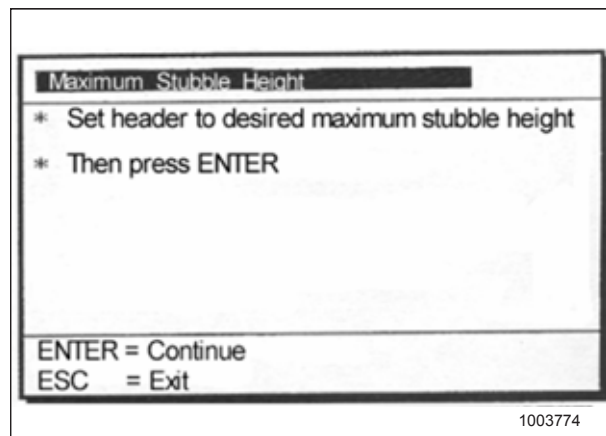 Maximum Stubble Height
* Set header to desired maximum stubble height
* Then press ENTER
ENTER = Continue
ESC = Exit
1003774